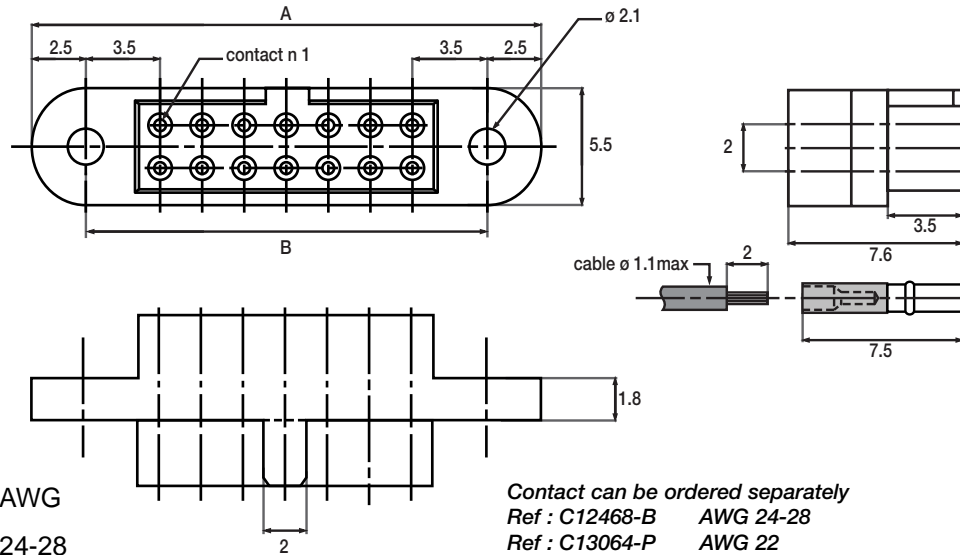 A
ø 2.1
2.5
3.5
contact n 1
3.5
2.5
5.5
B
2
3.5
7.6
cable ø 1.1max
2
7.5
1.8
2
AWG
24-28
Contact can be ordered separately
Ref : C12468-B AWG 24-28
Ref : C13064-P AWG 22